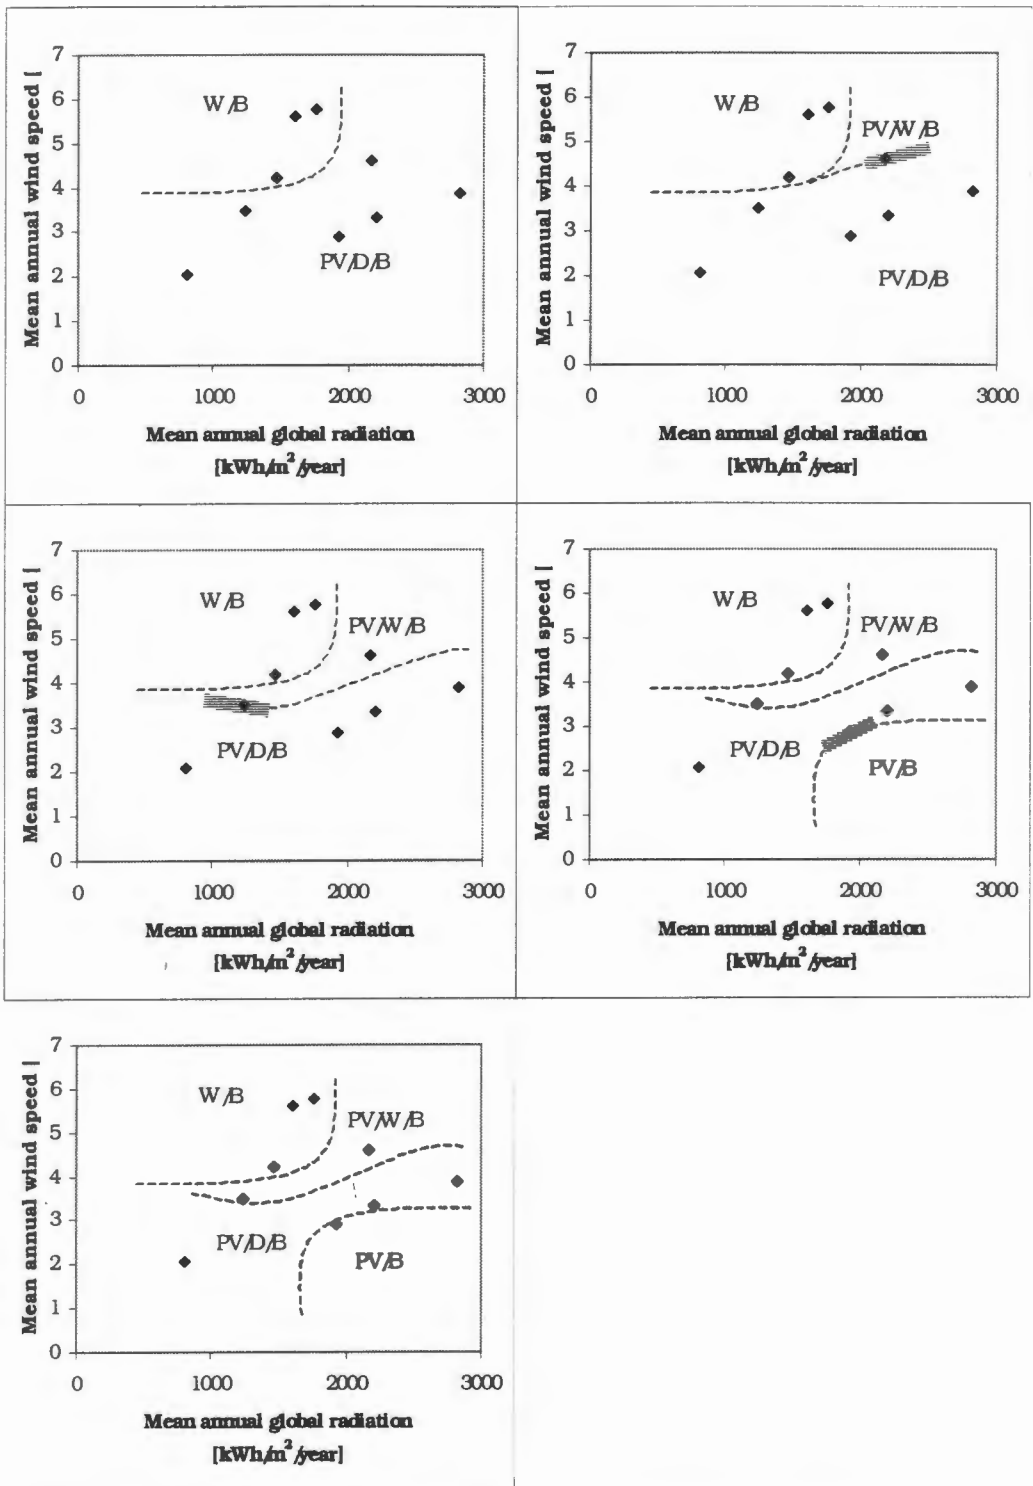 Mean annual wind speed [
7
6
5
4
3
2
1
0
W/B
PV/D/B
0 1000 2000 3000
Mean annual global radiation
[kWh/m²/year]
Mean annual wind speed [
7
6
5
4
3
2
1
0
W/B
PV/W/B
PV/D/B
0 1000 2000 3000
Mean annual global radiation
[kWh/m²/year]
Mean annual wind speed [
7
6
5
4
3
2
1
0
W/B
PV/W/B
PV/D/B
0 1000 2000 3000
Mean annual global radiation
[kWh/m²/year]
Mean annual wind speed [
7
6
5
4
3
2
1
0
W/B
PV/W/B
PV/D/B
PV/B
0 1000 2000 3000
Mean annual global radiation
[kWh/m²/year]
Mean annual wind speed [
7
6
5
4
3
2
1
0
W/B
PV/W/B
PV/D/B
PV/B
0 1000 2000 3000
Mean annual global radiation
[kWh/m²/year]